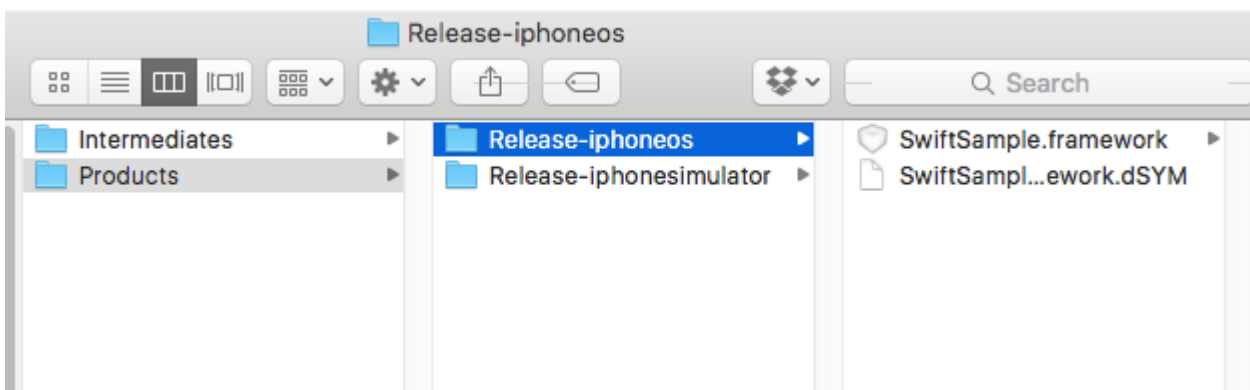 Release-iphoneos
Search
Intermediates
Products
Release-iphoneos
Release-iphonesimulator
SwiftSample.framework
SwiftSampl...ework.dSYM